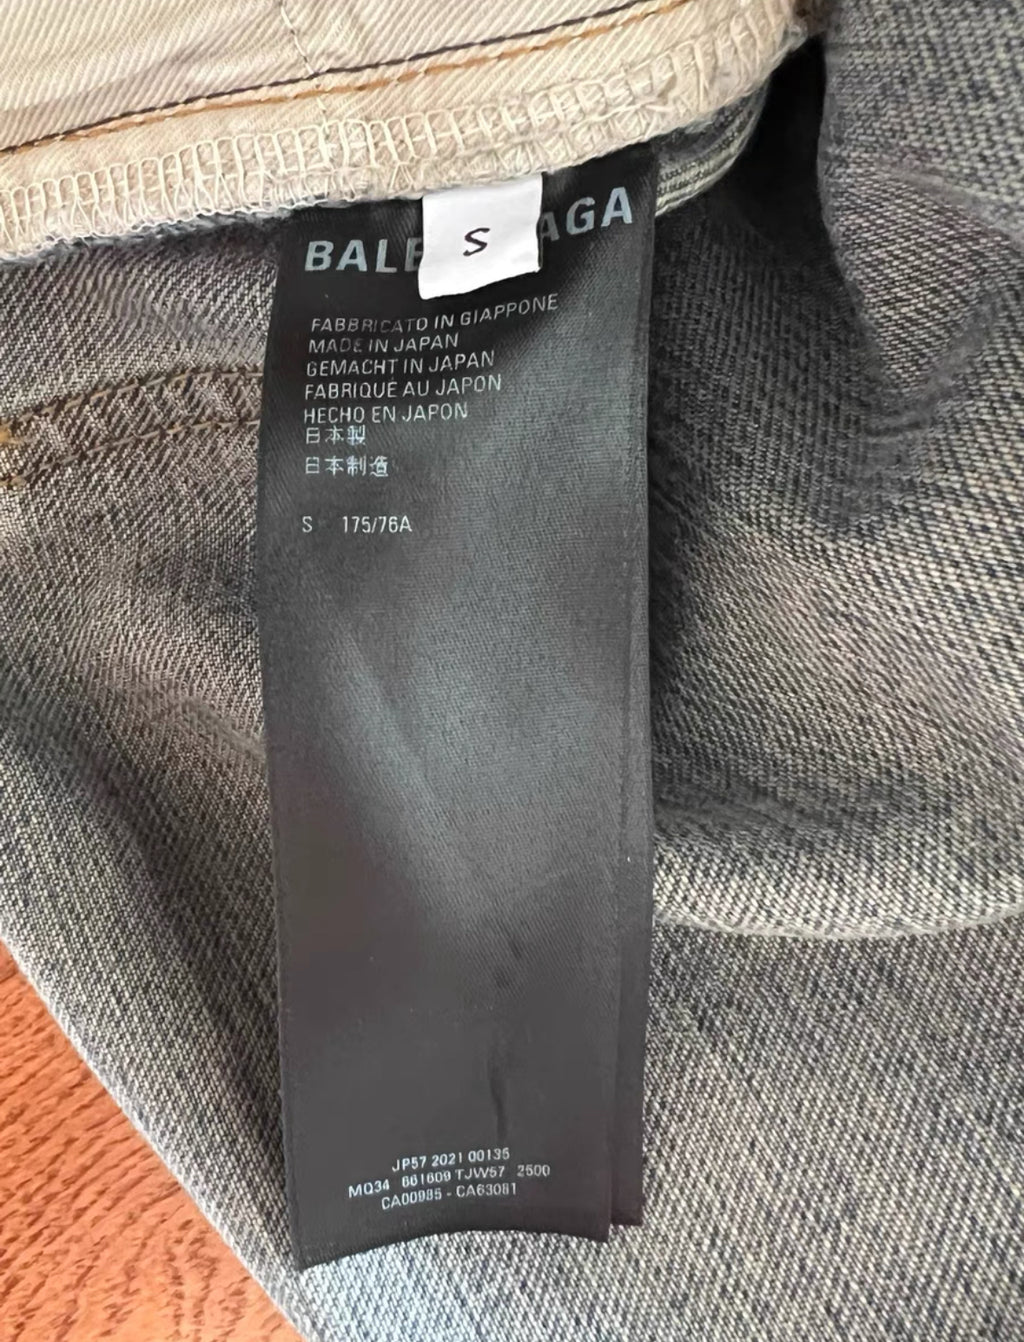 BALE AGA
S
FABBRICATO IN GIAPPONE
MADE IN JAPAN
GEMACHT IN JAPAN
FABRIQUÉ AU JAPON
HECHO EN JAPON
日本製
日本制造
S 175/76A
JP57 2021 00135
MQ34 661609 TJW57 2500
CA00985 - CA63081